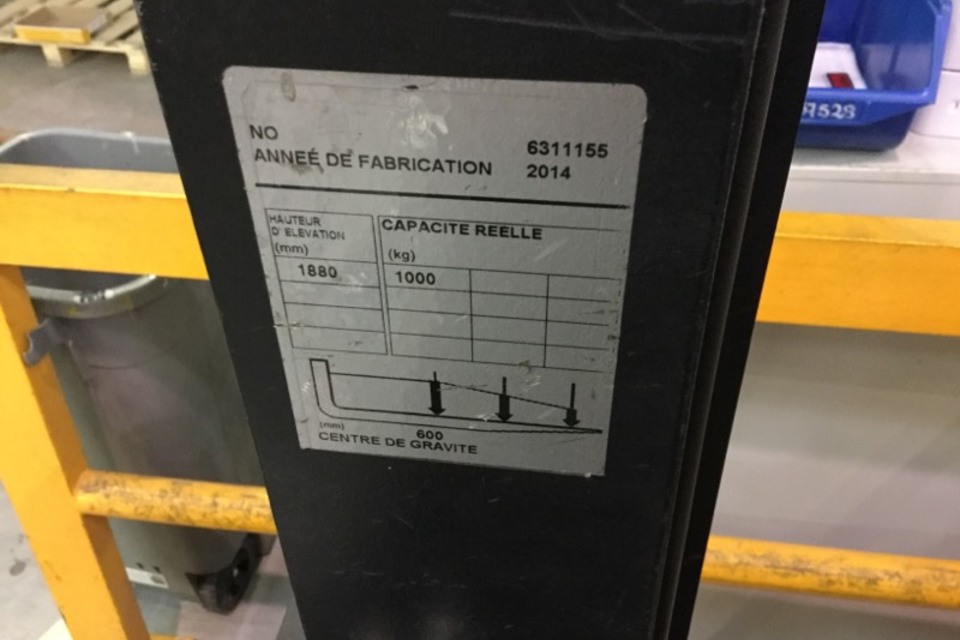 NO 6311155
ANNEÉ DE FABRICATION 2014
HAUTEUR
D' ELEVATION
(mm)
CAPACITE REELLE
(kg)
1880 1000
(mm) 600
CENTRE DE GRAVITE